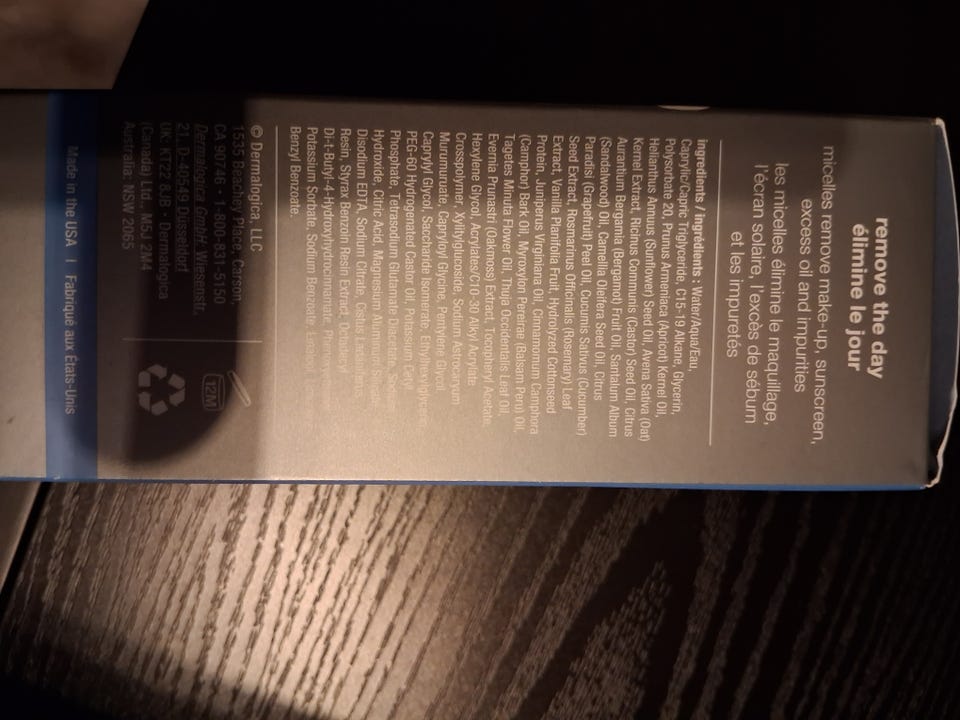 remove the day
élimine le jour
micelles remove make-up, sunscreen,
excess oil and impurities
les micelles élimine le maquillage,
l'écran solaire, l'excès de sébum
et les impuretés
ingredients / ingrédients : Water/Aqua/Eau,
Caprylic/Capric Triglyceride, C15-19 Alkane, Glycerin,
Polysorbate 20, Prunus Armeniaca (Apricot) Kernel Oil,
Helianthus Annuus (Sunflower) Seed Oil, Avena Sativa (Oat)
Kernel Extract, Ricinus Communis (Castor) Seed Oil, Citrus
Aurantium Bergamia (Bergamot) Fruit Oil, Santalum Album
(Sandalwood) Oil, Camellia Oleifera Seed Oil, Citrus
Paradisi (Grapefruit) Peel Oil, Cucumis Sativus (Cucumber)
Seed Extract, Rosmarinus Officinalis (Rosemary) Leaf
Extract, Vanilla Planifolia Fruit, Hydrolyzed Cottonseed
Protein, Juniperus Virginiana Oil, Cinnamomum Camphora
(Camphor) Bark Oil, Myroxylon Pereirae (Balsam Peru) Oil,
Tagetes Minuta Flower Oil, Thuja Occidentalis Leaf Oil,
Evernia Prunastri (Oakmoss) Extract, Tocophenyl Acetate,
Hexylene Glycol, Acrylates/C10-30 Alkyl Acrylate
Crosspolymer, Xylitylglucoside, Sodium Astrocaryum
Murumuruate, Capryloyl Glycine, Pentylene Glycol,
Caprylyl Glycol, Saccharide Isomerate, Ethylhexylglycerin,
PEG-60 Hydrogenated Castor Oil, Potassium Cetyl
Phosphate, Tetrasodium Glutamate Diacetate, Sodium
Hydroxide, Citric Acid, Magnesium Aluminum
Disodium EDTA, Sodium Citrate, Cistus
Resin, Styrax Benzoin Resin Extract,
Di-t-Butyl-4-Hydroxyhydrocinnamate,
Potassium Sorbate, Sodium Benzoate,
Benzyl Benzoate.
© Dermalogica, LLC
1535 Beachey Place, Carson,
CA 90746 · 1-800-831-5150
Dermalogica GmbH, Wiesenstr.
21, D-40549 Düsseldorf
UK: KT22 8JB · Dermalogica
(Canada) Ltd., M5J 2M4
Australia: NSW 2065
12M
Made in the USA | Fabriqué aux États-Unis